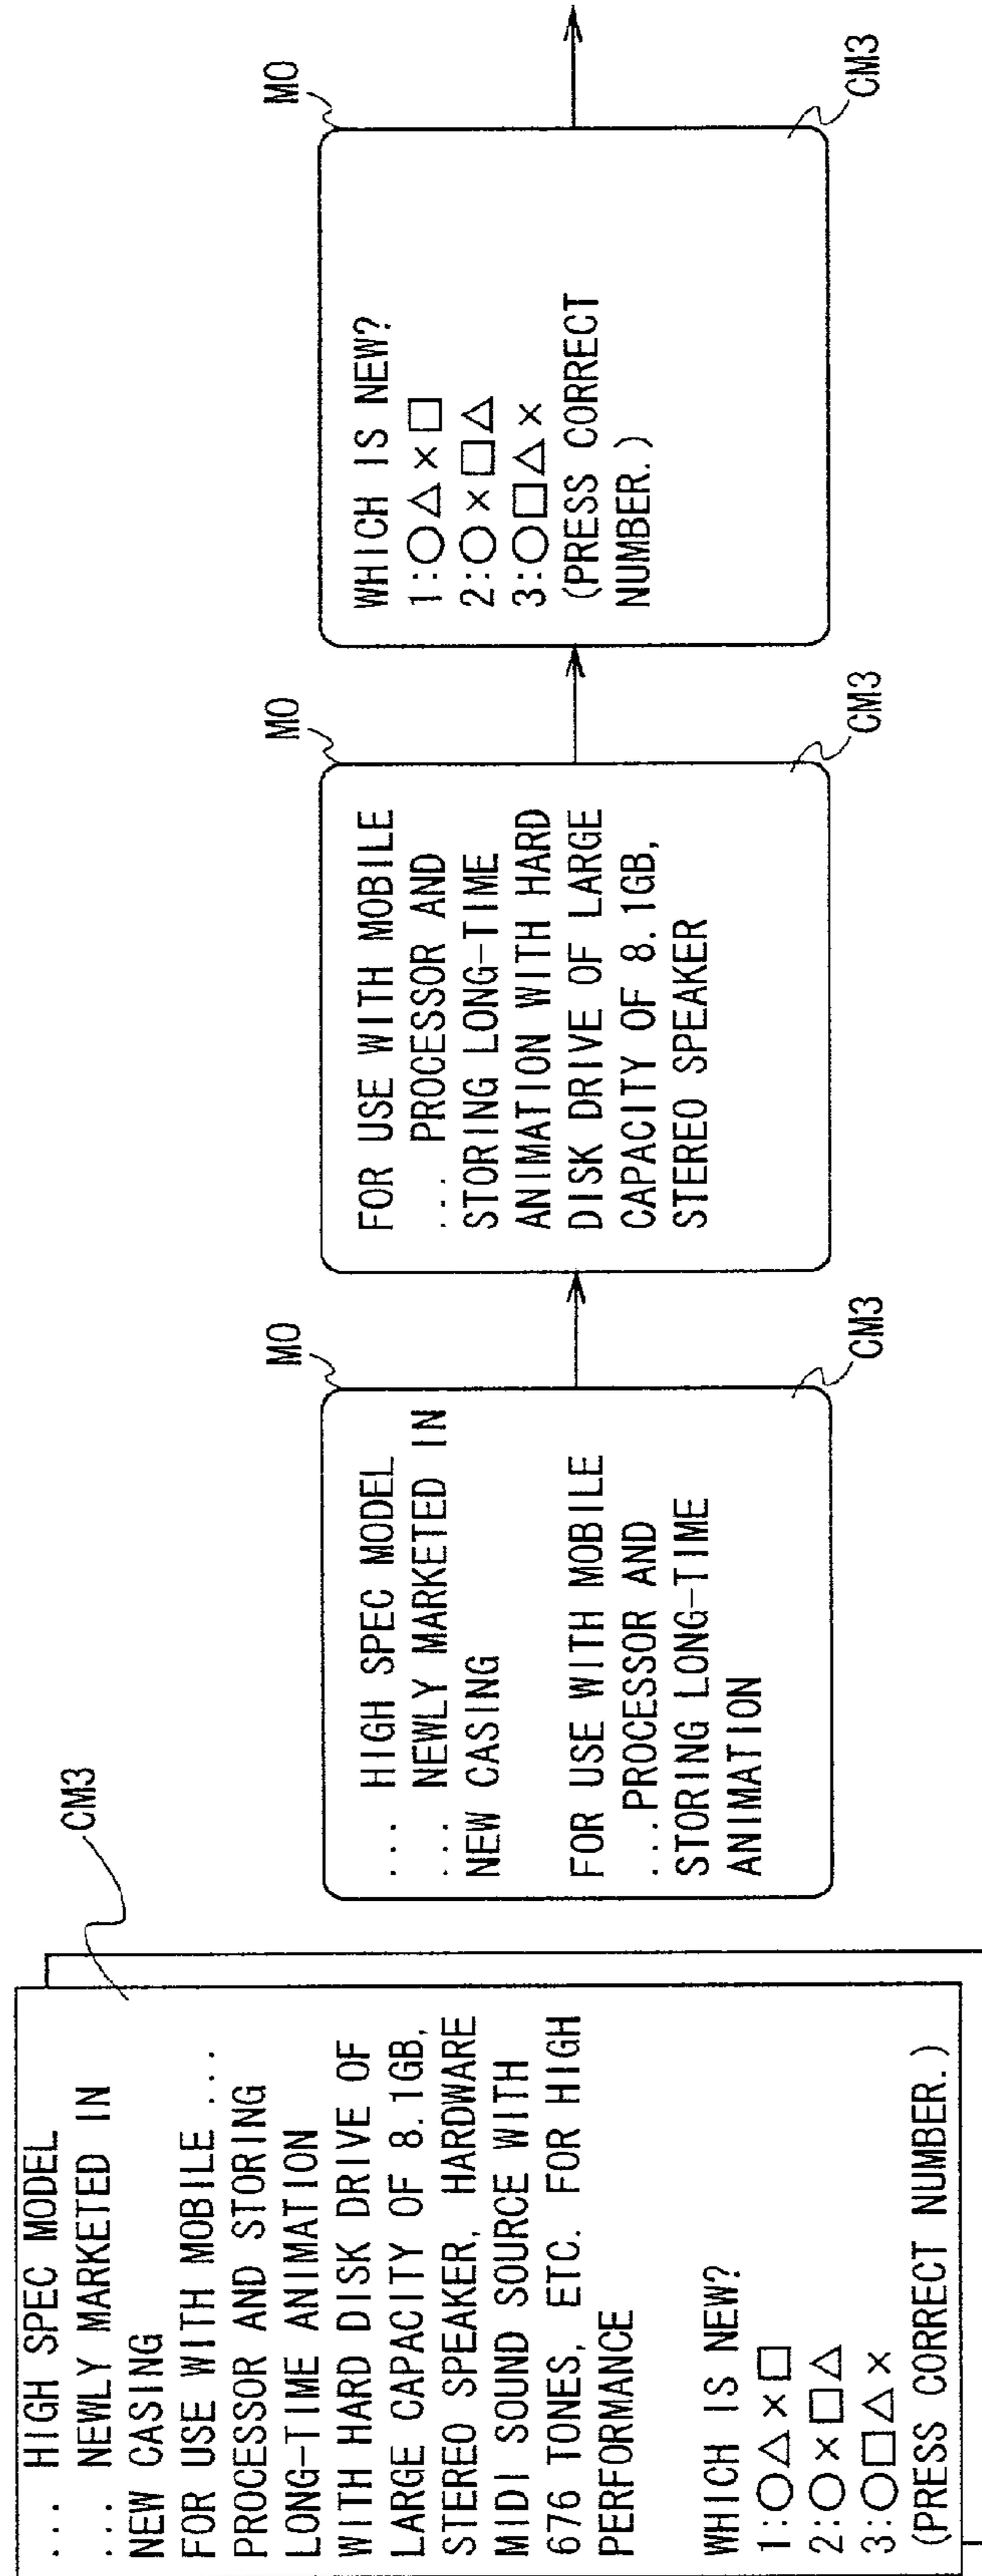 CM3
... HIGH SPEC MODEL
... NEWLY MARKETED IN
NEW CASING
FOR USE WITH MOBILE ...
PROCESSOR AND STORING
LONG-TIME ANIMATION
WITH HARD DISK DRIVE OF
LARGE CAPACITY OF 8.1GB,
STEREO SPEAKER, HARDWARE
MIDI SOUND SOURCE WITH
676 TONES, ETC. FOR HIGH
PERFORMANCE
WHICH IS NEW?
1:○△×□
2:○×□△
3:○□△×
(PRESS CORRECT NUMBER.)
MO
... HIGH SPEC MODEL
... NEWLY MARKETED IN
NEW CASING
FOR USE WITH MOBILE
...PROCESSOR AND
STORING LONG-TIME
ANIMATION
CM3
MO
FOR USE WITH MOBILE
... PROCESSOR AND
STORING LONG-TIME
ANIMATION WITH HARD
DISK DRIVE OF LARGE
CAPACITY OF 8.1GB,
STEREO SPEAKER
CM3
MO
WHICH IS NEW?
1:○△×□
2:○×□△
3:○□△×
(PRESS CORRECT
NUMBER.)
CM3